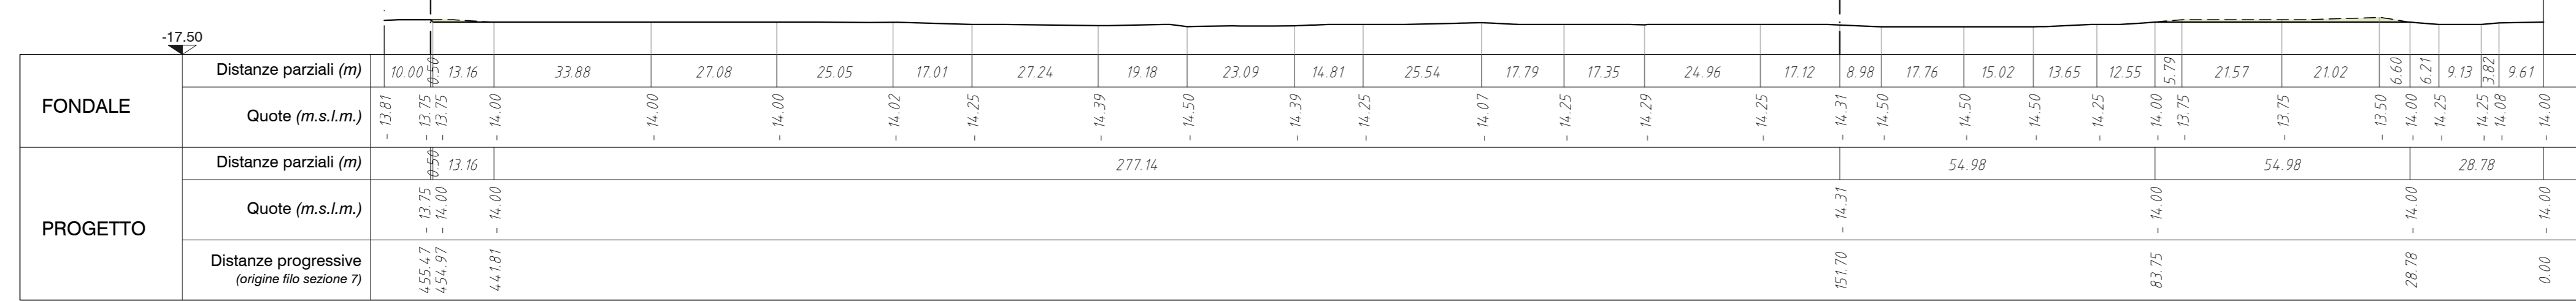 -17.50
FONDALE
Distanze parziali (m) 10.00 0.50 13.16 33.88 27.08 25.05 17.01 27.24 19.18 23.09 14.81 25.54 17.79 17.35 24.96 17.12 8.98 17.76 15.02 13.65 12.55 5.79 21.57 21.02 6.60 6.21 9.13 3.82 9.61
Quote (m.s.l.m.) - 13.81 - 13.75 - 13.75 - 14.00 - 14.00 - 14.00 - 14.02 - 14.25 - 14.39 - 14.50 - 14.39 - 14.25 - 14.07 - 14.25 - 14.29 - 14.25 - 14.31 - 14.50 - 14.50 - 14.50 - 14.25 - 14.00 - 13.75 - 13.75 - 13.50 - 14.00 - 14.25 - 14.25 - 14.08 - 14.00
PROGETTO
Distanze parziali (m) 0.50 13.16 277.14 54.98 54.98 28.78
Quote (m.s.l.m.) - 13.75 - 14.00 - 14.00 - 14.31 - 14.00 - 14.00 - 14.00
Distanze progressive 455.47 454.97 441.81 151.70 83.75 28.78 0.00
(origine filo sezione 7)